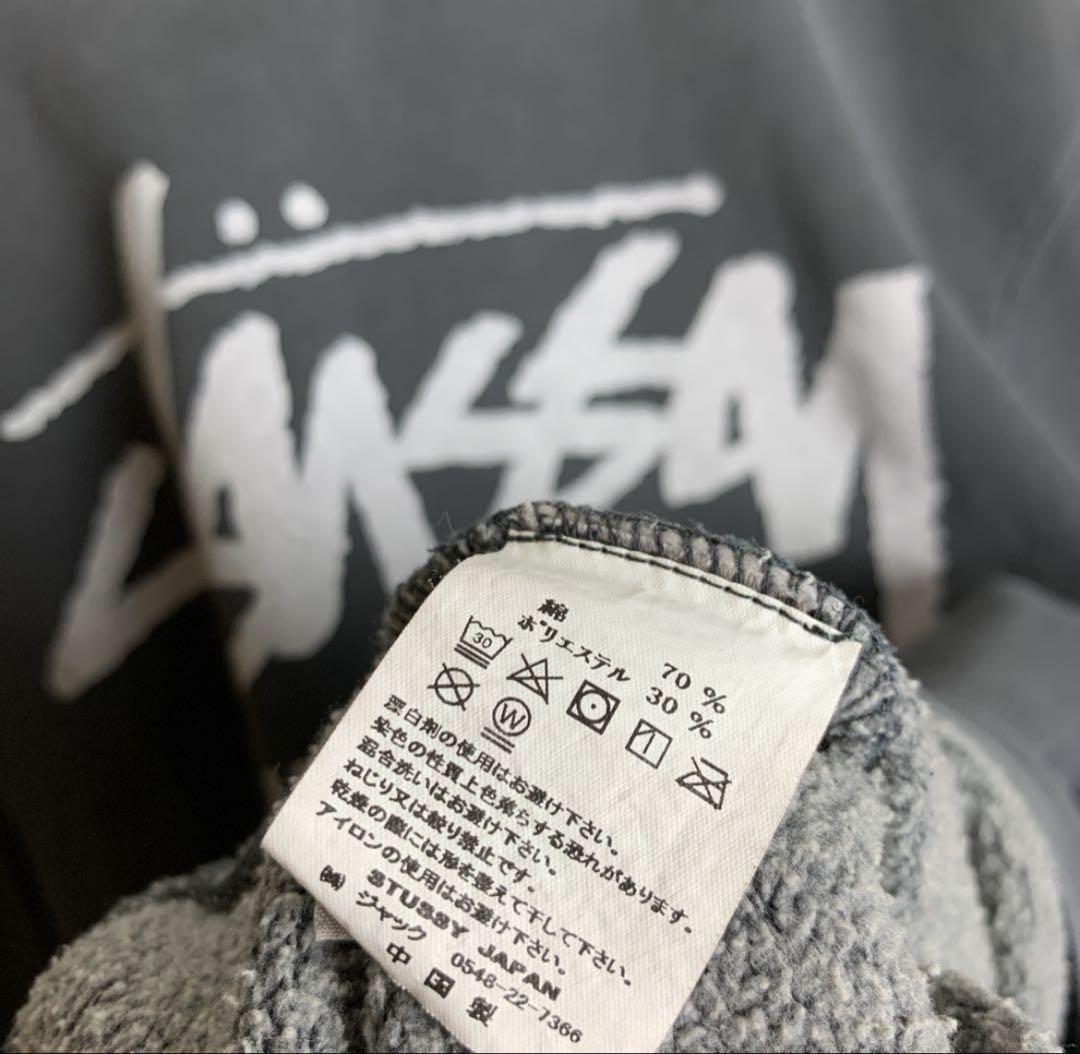 STÜSSY
綿 70 %
ポリエステル 30 %
30
W
漂白剤の使用はお避け下さい。
染色の性質上色落ちする恐れがあります。
混合洗いはお避け下さい。
ねじり又は絞り禁止です。
乾燥の際には形を整えて干して下さい。
アイロンの使用はお避け下さい。
STUSSY JAPAN
㈱ ジャック 0548-22-7366
中国製